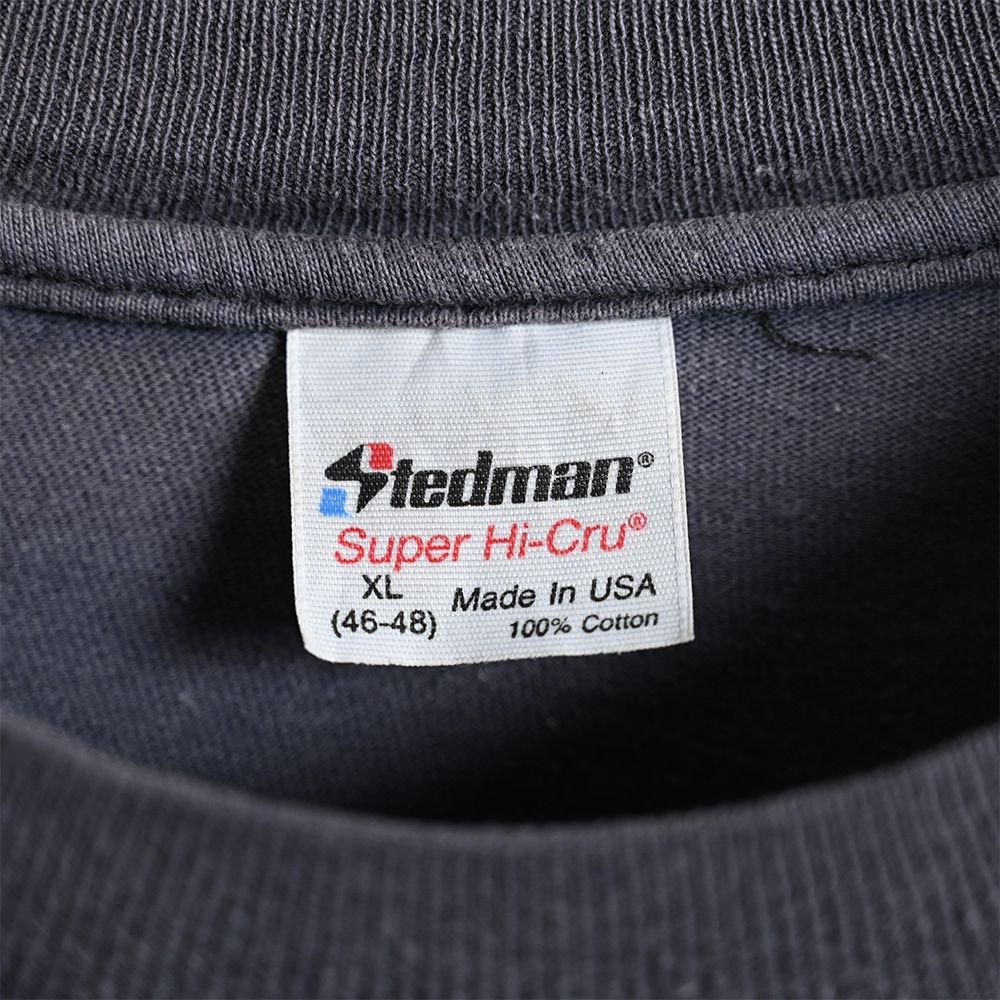 Stedman®
Super Hi-Cru®
XL
(46-48)
Made In USA
100% Cotton